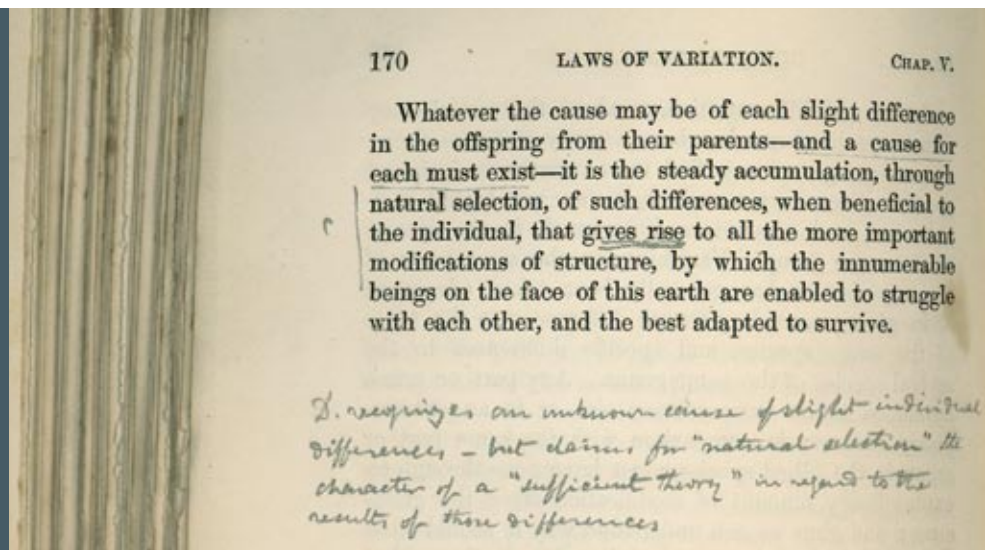 170 LAWS OF VARIATION. CHAP. V.
Whatever the cause may be of each slight difference
in the offspring from their parents—and a cause for
each must exist—it is the steady accumulation, through
natural selection, of such differences, when beneficial to
the individual, that gives rise to all the more important
modifications of structure, by which the innumerable
beings on the face of this earth are enabled to struggle
with each other, and the best adapted to survive.
D. recognizes an unknown cause of slight individual
differences – but claims for "natural selection" the
character of a "sufficient theory" in regard to the
results of those differences